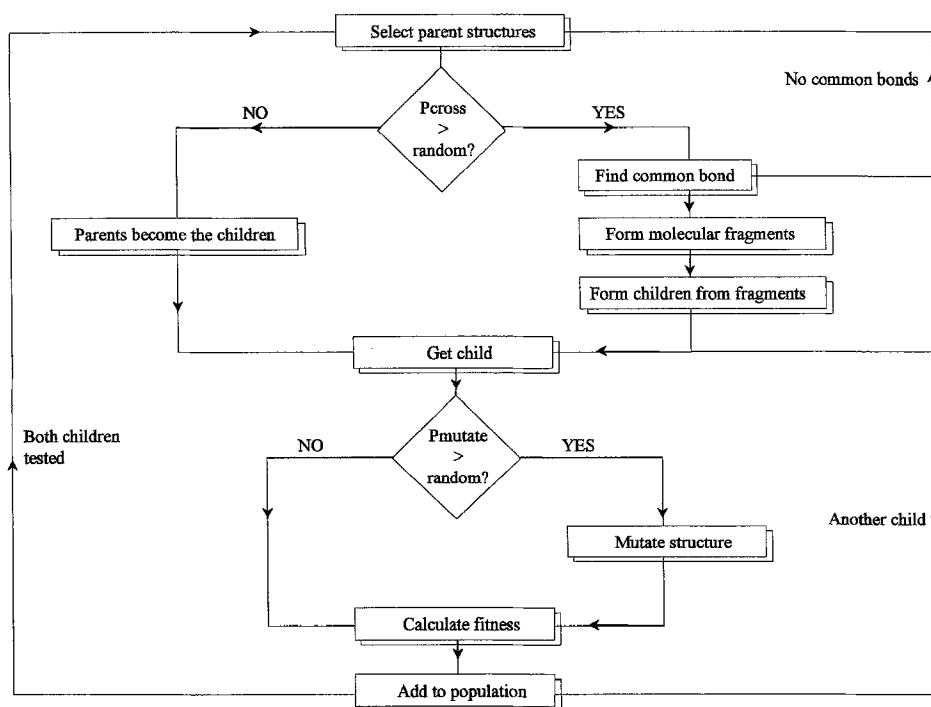 Select parent structures
No common bonds
NO
Pcross
>
random?
YES
Find common bond
Parents become the children
Form molecular fragments
Form children from fragments
Get child
Both children
tested
NO
Pmutate
>
random?
YES
Another child
Mutate structure
Calculate fitness
Add to population